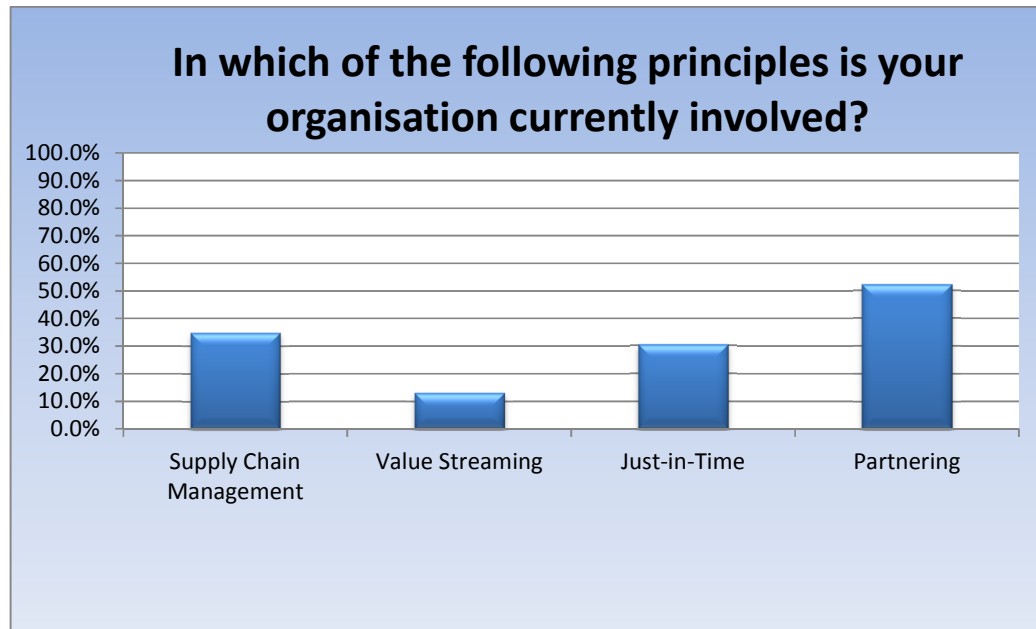 In which of the following principles is your
organisation currently involved?
100.0%
90.0%
80.0%
70.0%
60.0%
50.0%
40.0%
30.0%
20.0%
10.0%
0.0%
Supply Chain
Management
Value Streaming
Just-in-Time
Partnering